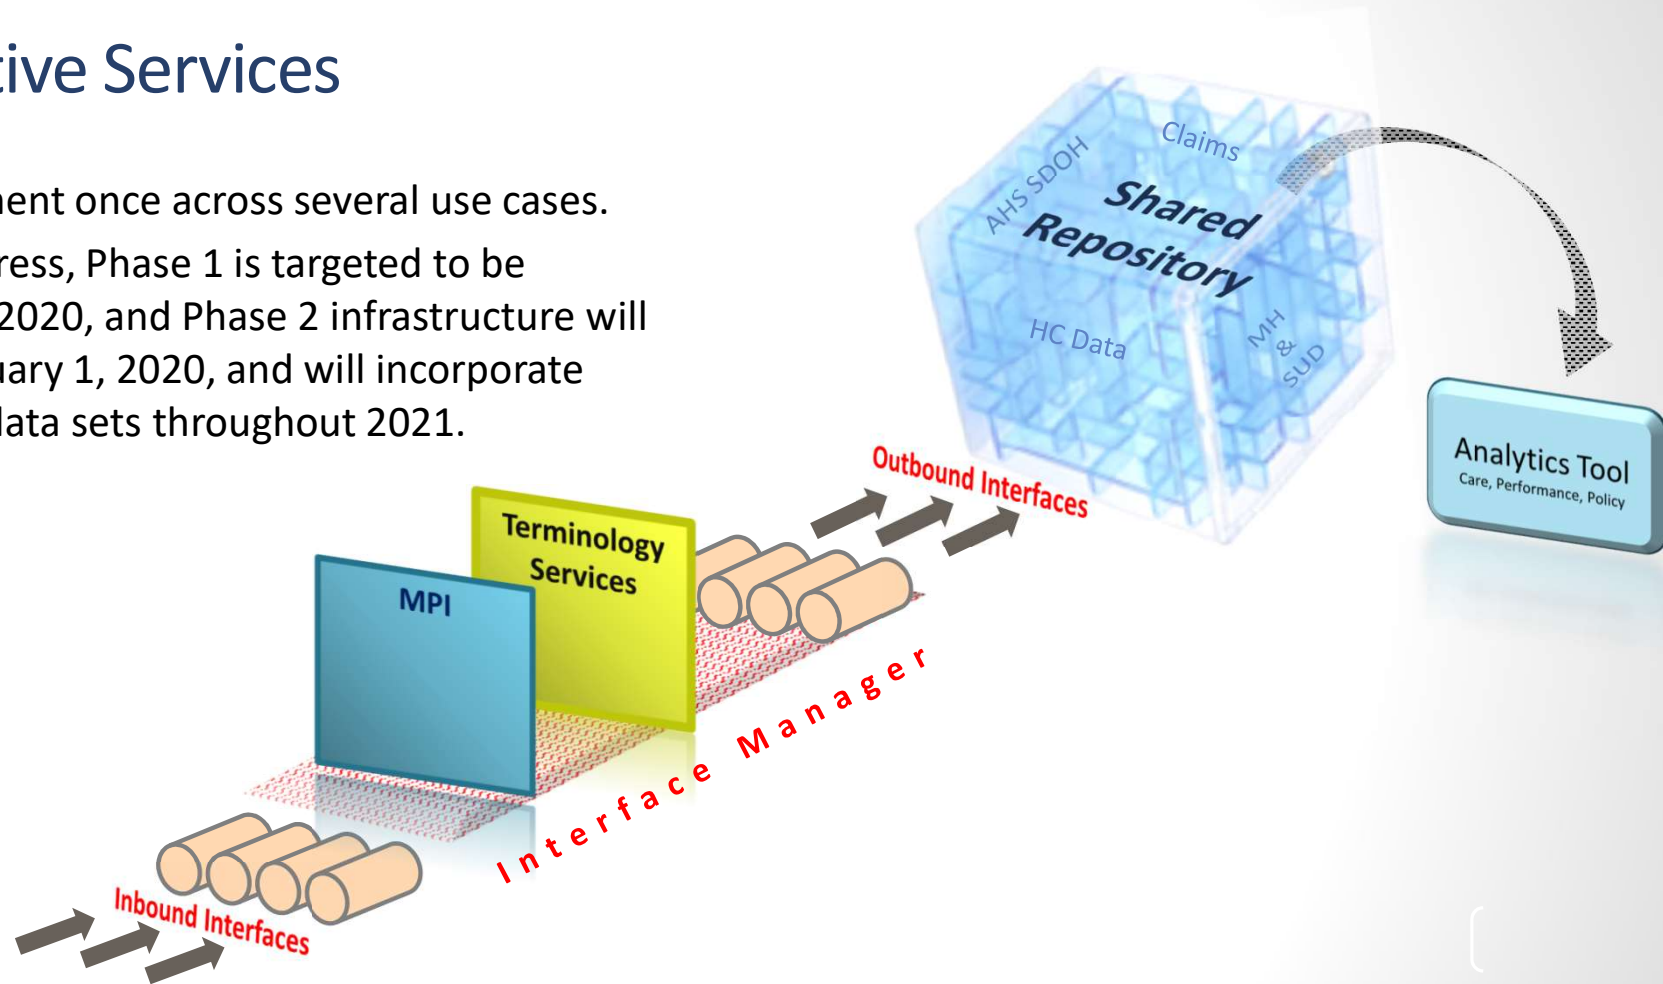 tive Services
ment once across several use cases.
ress, Phase 1 is targeted to be
2020, and Phase 2 infrastructure will
uary 1, 2020, and will incorporate
data sets throughout 2021.
Claims
AHS SDOH
Shared
Repository
HC Data
MH
&
SUD
Analytics Tool
Care, Performance, Policy
Outbound Interfaces
Terminology
Services
MPI
Interface Manager
Inbound Interfaces